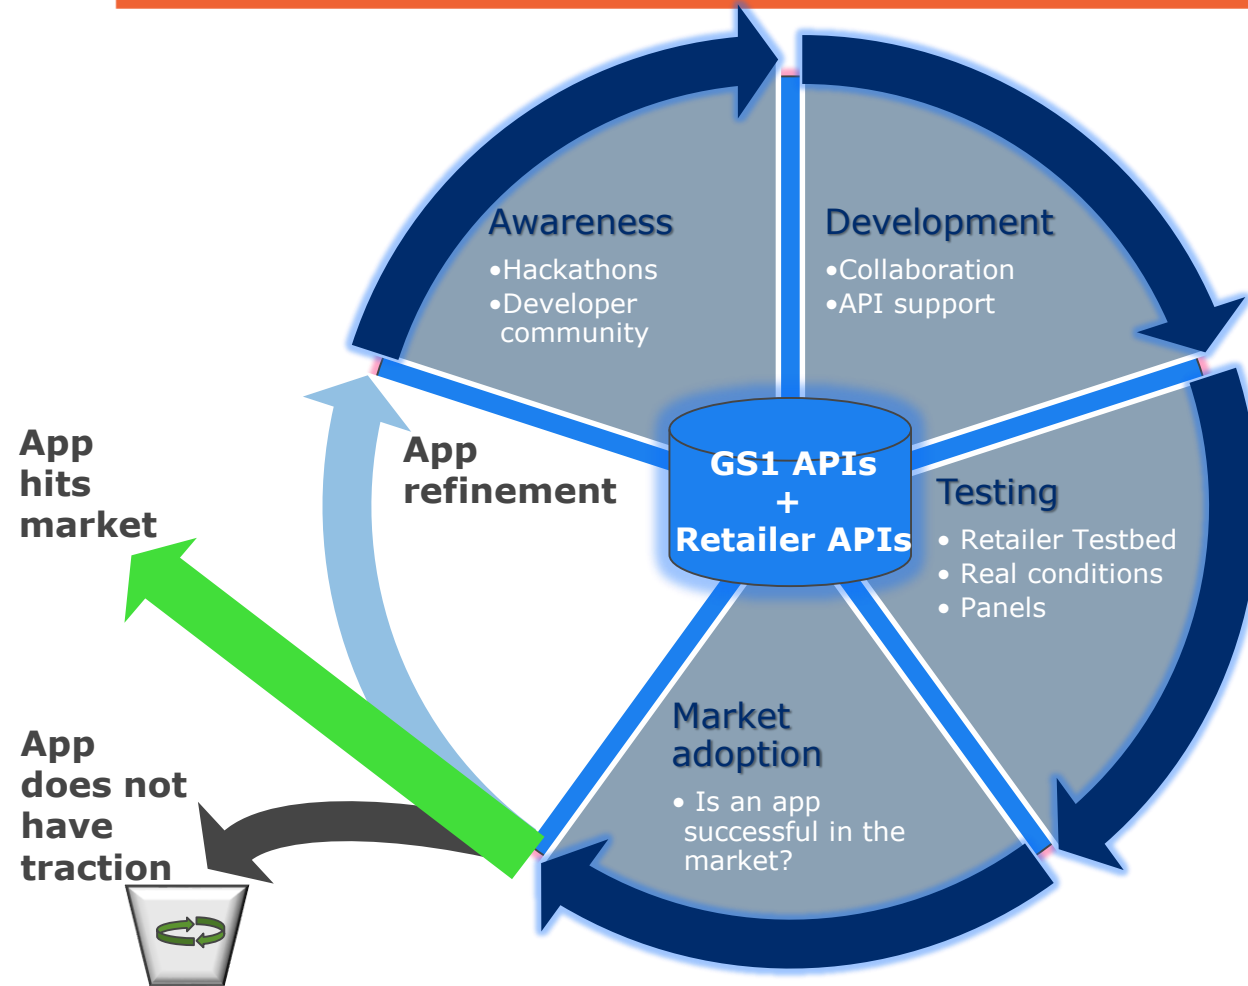 Awareness
•Hackathons
•Developer
community
Development
•Collaboration
•API support
App
hits
market
App
refinement
GS1 APIs
+
Retailer APIs
Testing
• Retailer Testbed
• Real conditions
• Panels
Market
adoption
• Is an app
successful in the
market?
App
does not
have
traction